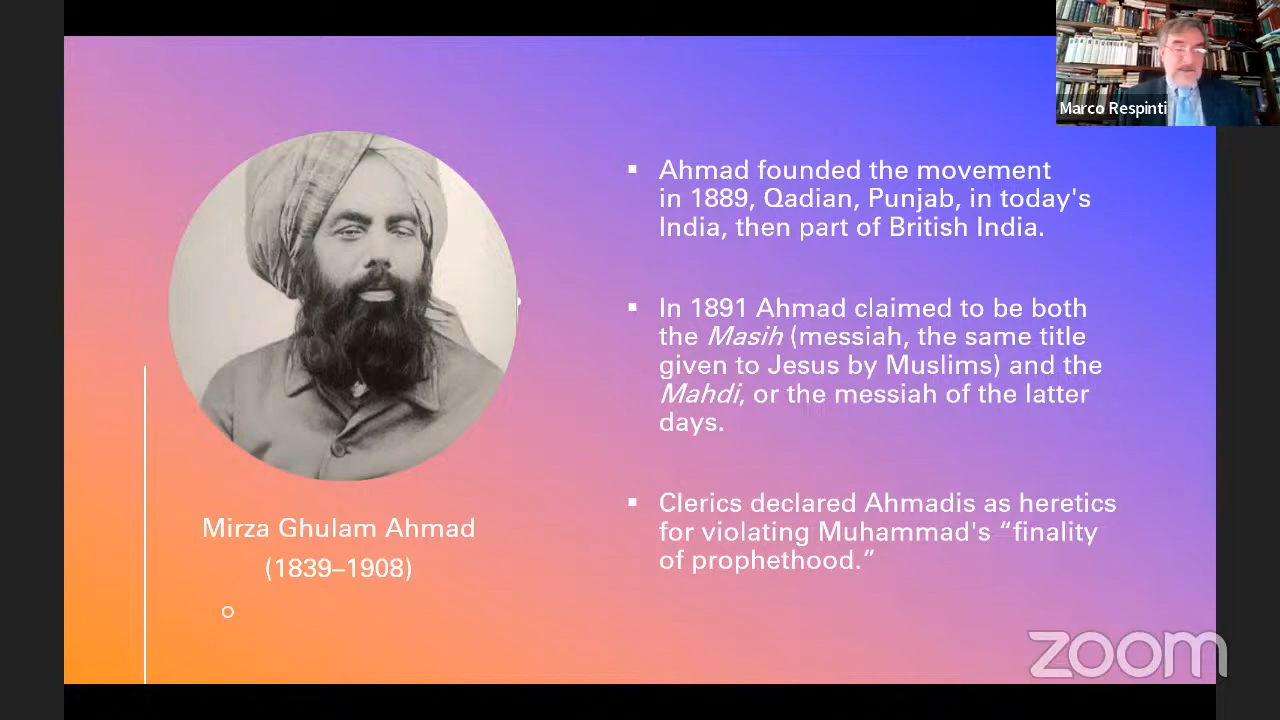 Marco Respinti
Ahmad founded the movement
in 1889, Qadian, Punjab, in today's
India, then part of British India.
In 1891 Ahmad claimed to be both
the Masih (messiah, the same title
given to Jesus by Muslims) and the
Mahdi, or the messiah of the latter
days.
Clerics declared Ahmadis as heretics
for violating Muhammad's “finality
of prophethood.”
Mirza Ghulam Ahmad
(1839–1908)
zoom